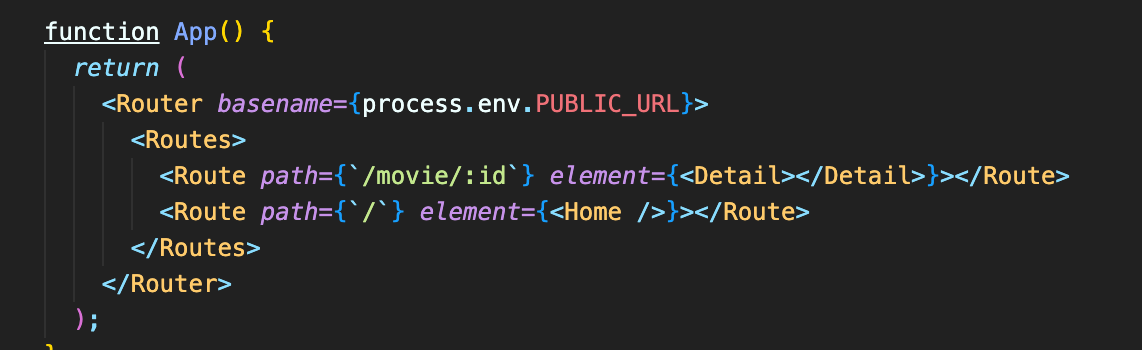 function App() {
return (
<Router basename={process.env.PUBLIC_URL}>
<Routes>
<Route path={`/movie/:id`} element={<Detail></Detail>}></Route>
<Route path={`/`} element={<Home />}></Route>
</Routes>
</Router>
);
}